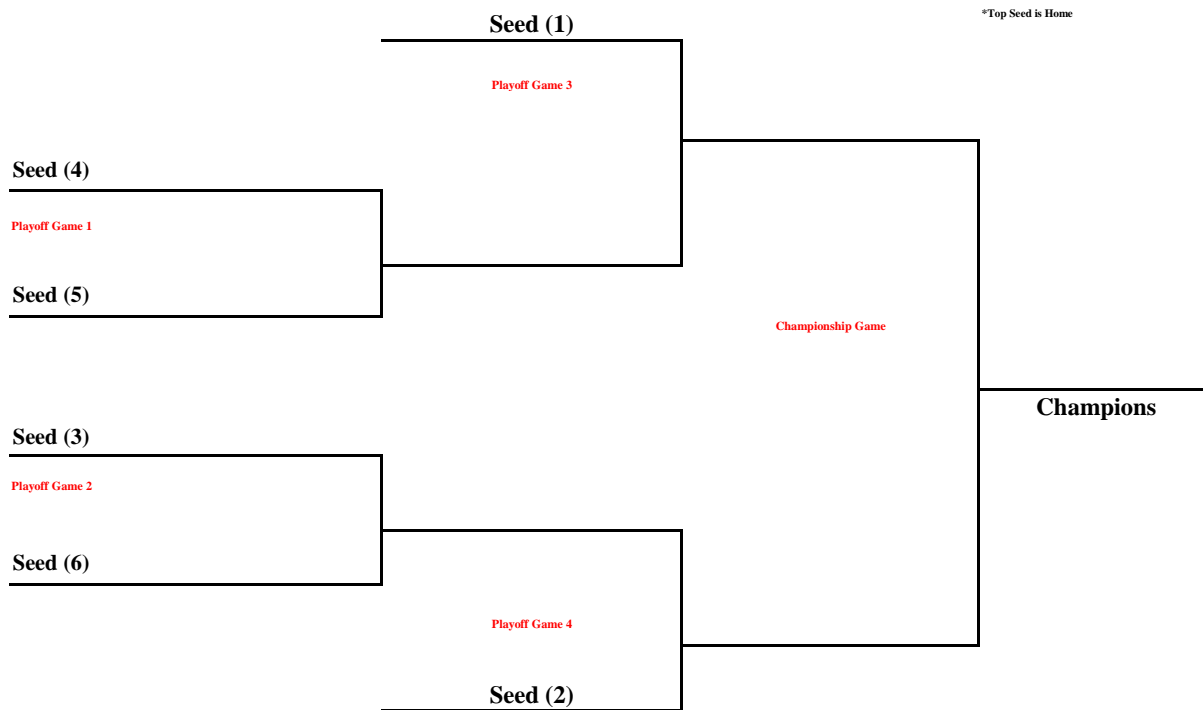 *Top Seed is Home
Seed (1)
Playoff Game 3
Seed (4)
Playoff Game 1
Seed (5)
Championship Game
Champions
Seed (3)
Playoff Game 2
Seed (6)
Playoff Game 4
Seed (2)